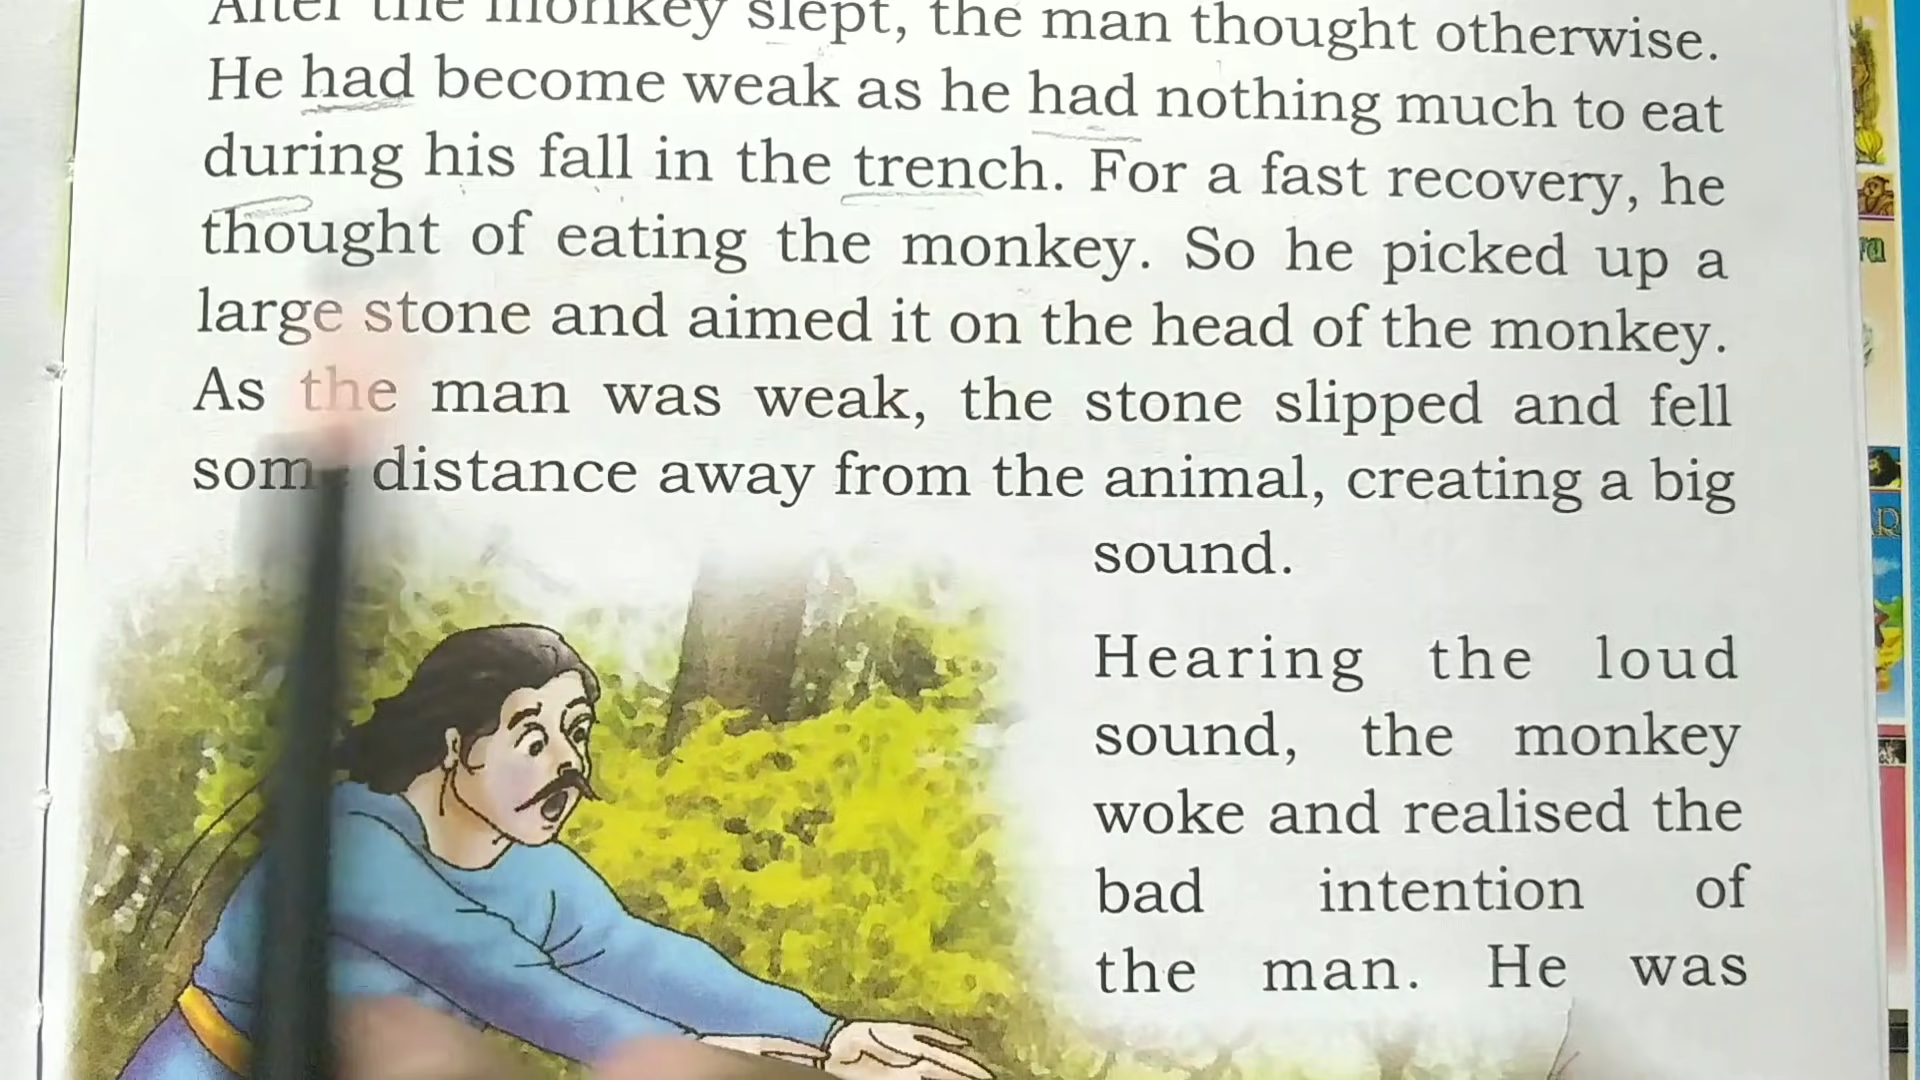 After the monkey slept, the man thought otherwise.
He had become weak as he had nothing much to eat
during his fall in the trench. For a fast recovery, he
thought of eating the monkey. So he picked up a
large stone and aimed it on the head of the monkey.
As the man was weak, the stone slipped and fell
some distance away from the animal, creating a big
sound.
Hearing the loud
sound, the monkey
woke and realised the
bad intention of
the man. He was